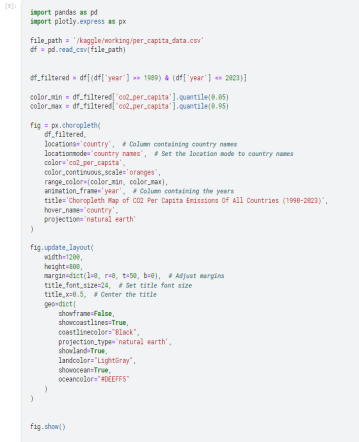 [5]:
import pandas as pd
import plotly.express as px
file_path = '/kaggle/working/per_capita_data.csv'
df = pd.read_csv(file_path)
df_filtered = df[(df['year'] >= 1989) & (df['year'] <= 2023)]
color_min = df_filtered['co2_per_capita'].quantile(0.05)
color_max = df_filtered['co2_per_capita'].quantile(0.95)
fig = px.choropleth(
df_filtered,
locations='country',  # Column containing country names
locationmode='country names',  # Set the location mode to country names
color='co2_per_capita',
color_continuous_scale='oranges',
range_color=(color_min, color_max),
animation_frame='year',  # Column containing the years
title='Choropleth Map of CO2 Per Capita Emissions Of All Countries (1990-2023)',
hover_name='country',
projection='natural earth'
)
fig.update_layout(
width=1200,
height=800,
margin=dict(l=0, r=0, t=50, b=0),  # Adjust margins
title_font_size=24,  # Set title font size
title_x=0.5,  # Center the title
geo=dict(
showframe=False,
showcoastlines=True,
coastlinecolor="Black",
projection_type='natural earth',
showland=True,
landcolor="LightGray",
showocean=True,
oceancolor="#DEEFF5"
)
)
fig.show()